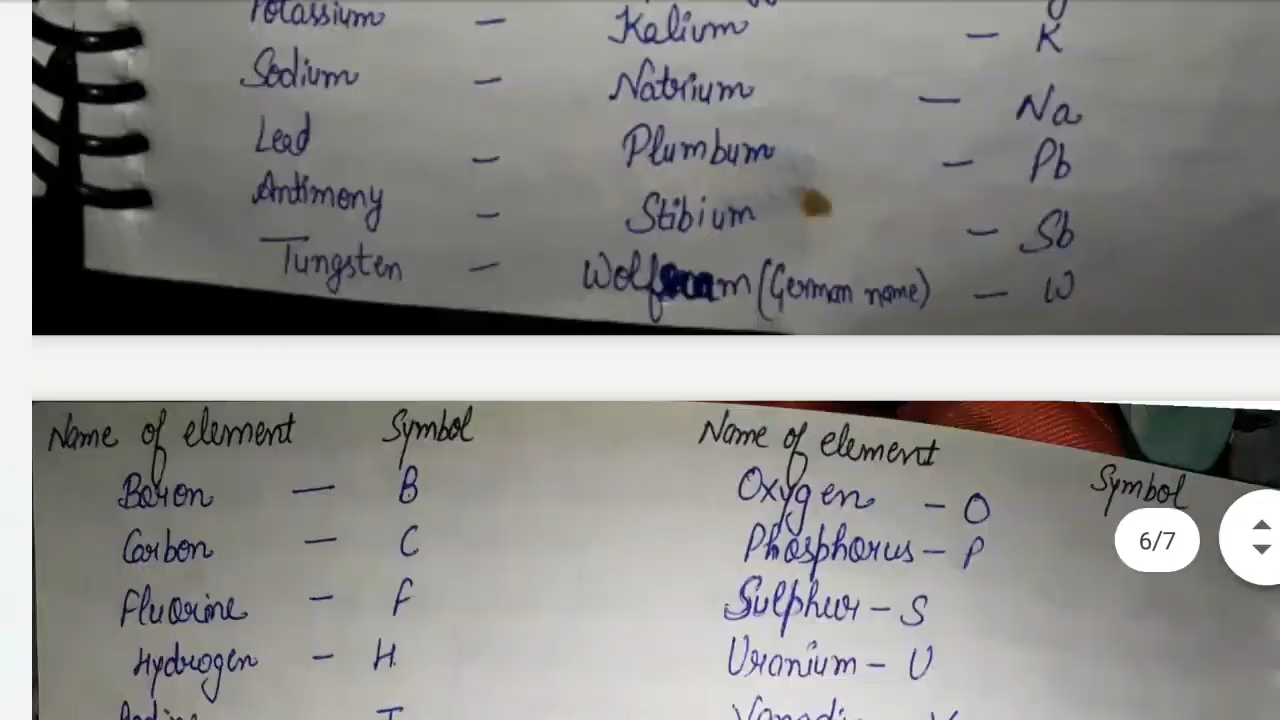 Potassium — Kalium — K
Sodium — Natrium — Na
Lead — Plumbum — Pb
Antimony — Stibium — Sb
Tungsten — Wolfram (German name) — W
Name of element Symbol Name of element Symbol
Boron — B Oxygen — O
Carbon — C Phosphorus — P
6/7
Fluorine — F Sulphur — S
Hydrogen — H Uranium — U